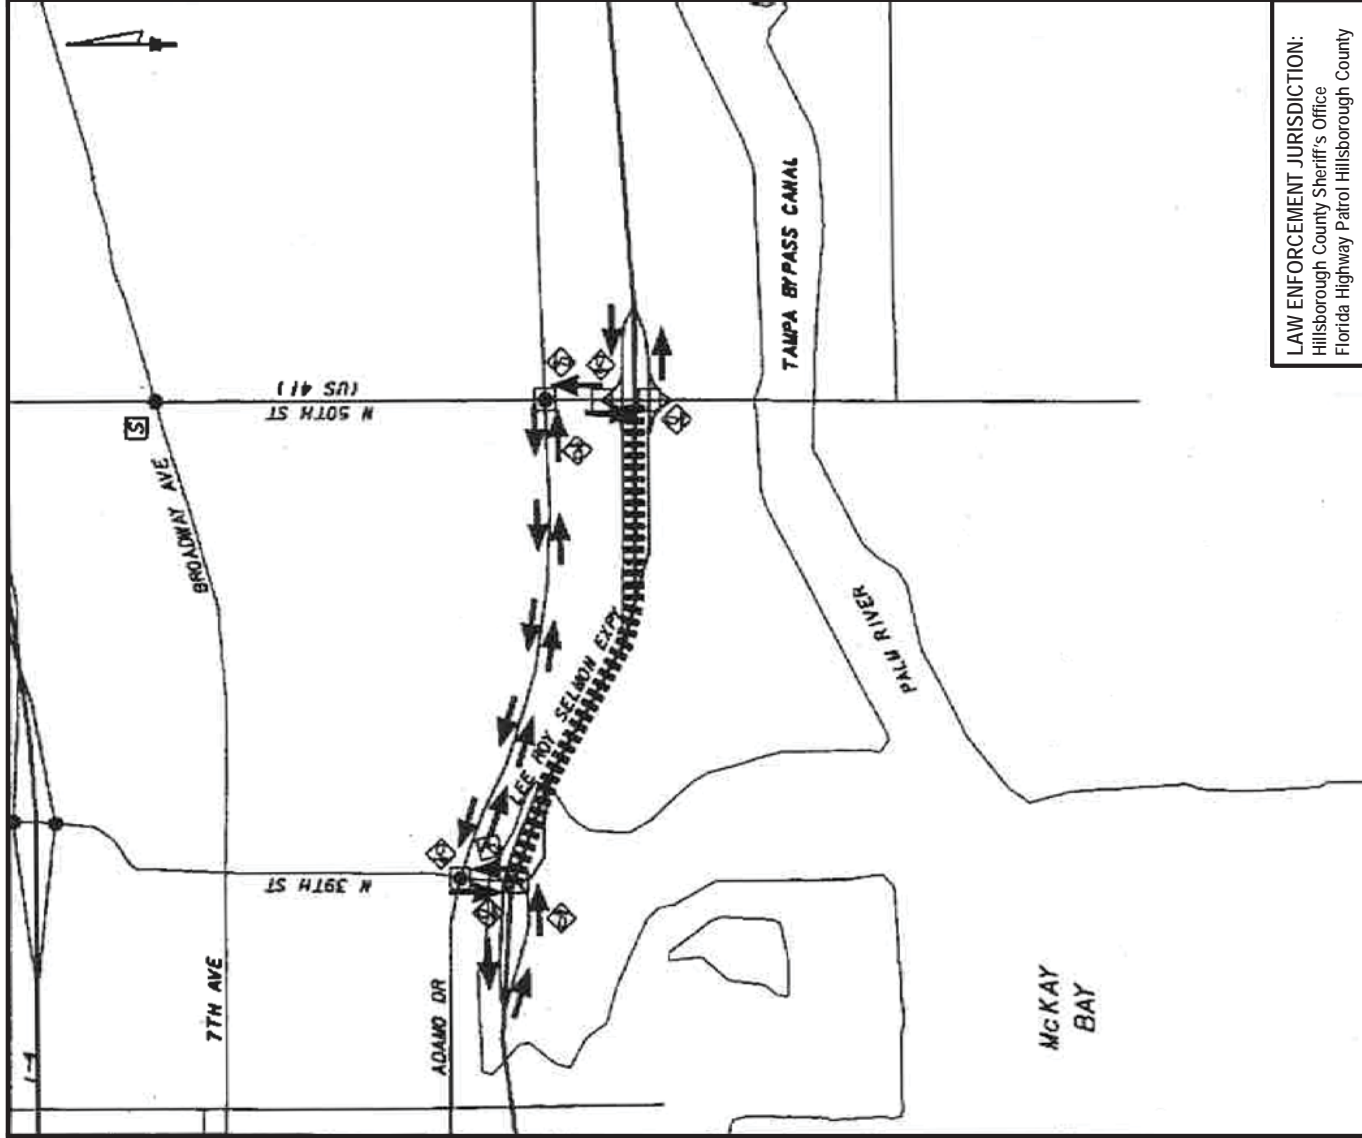 I-4
7TH AVE
ADAMO DR
BROADWAY AVE
S
N 39TH ST
N 50TH ST
(US 41)
LEE ROY SELMON EXPY
TAMPA BYPASS CANAL
PALM RIVER
McKAY
BAY
LAW ENFORCEMENT JURISDICTION:
Hillsborough County Sheriff's Office
Florida Highway Patrol Hillsborough County